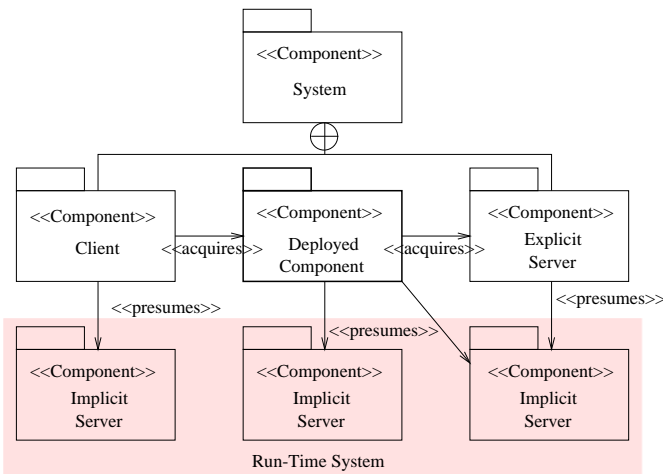 <<Component>>
System
<<Component>>
Client
<<acquires>>
<<Component>>
Deployed
Component
<<acquires>>
<<Component>>
Explicit
Server
<<presumes>>
<<presumes>>
<<presumes>>
<<Component>>
Implicit
Server
<<Component>>
Implicit
Server
<<Component>>
Implicit
Server
Run-Time System